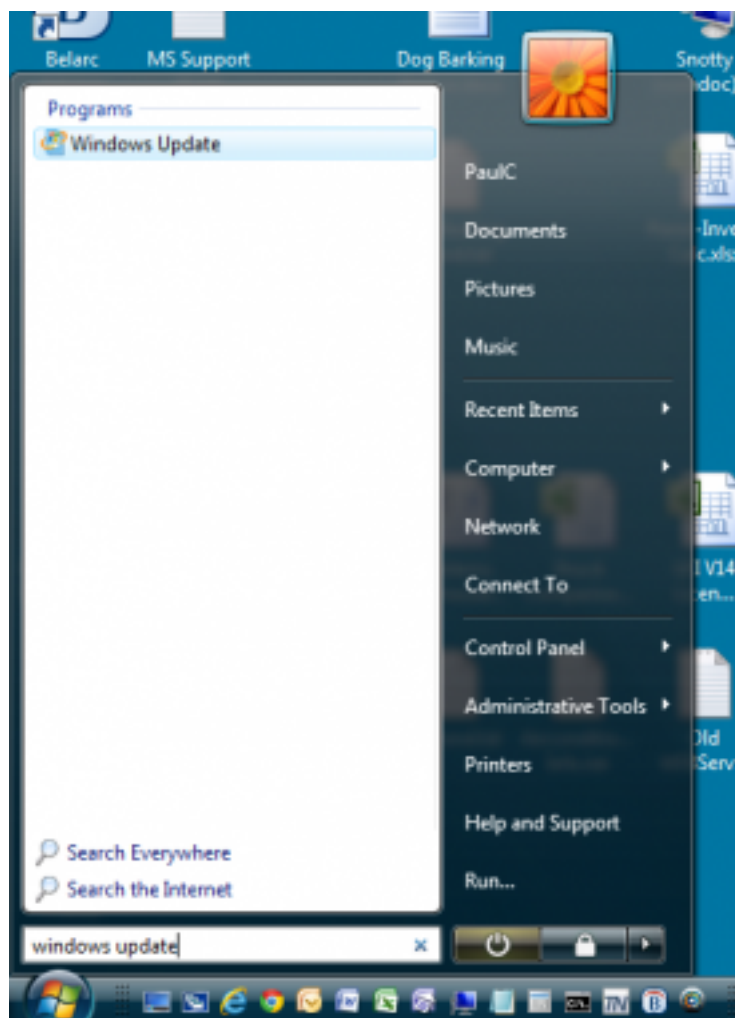 Belarc
MS Support
Dog Barking
Snotty
doc)
Programs
Windows Update
PaulC
Documents
Pictures
Music
Recent Items
Computer
Network
Connect To
Control Panel
Administrative Tools
Printers
Help and Support
Run...
Search Everywhere
Search the Internet
windows update
-Inve
c.xls
V14
en...
Old
Serv